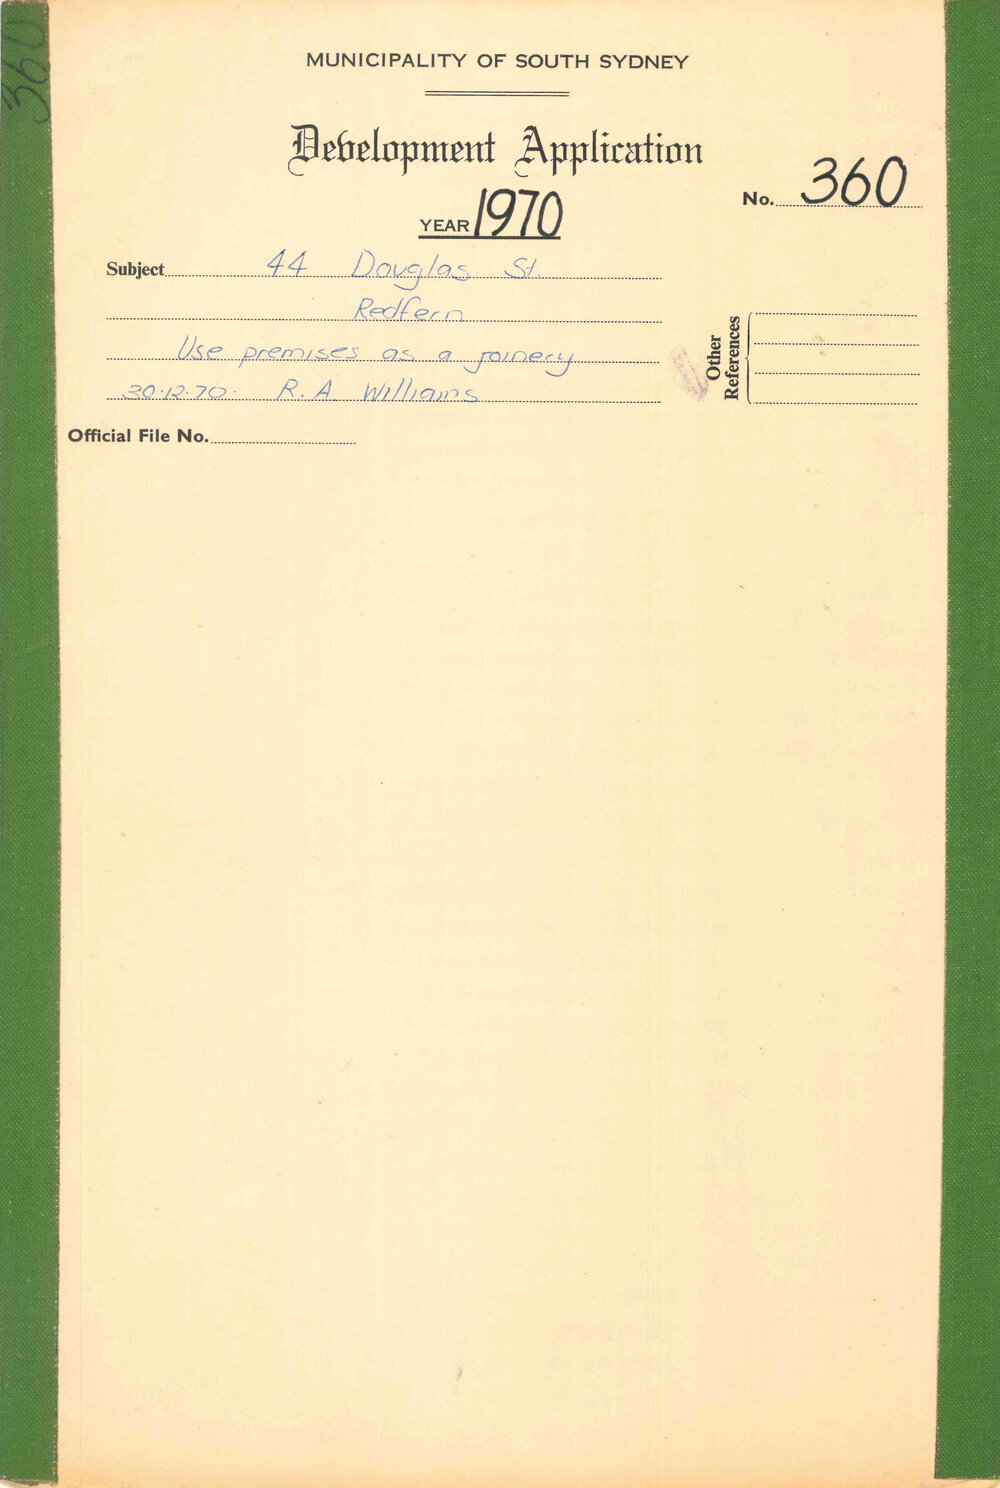 360
MUNICIPALITY OF SOUTH SYDNEY
Development Application
No. 360
YEAR 1970
Subject 44 Douglas St.
Redfern
Use premises as a joinery
30.12.70. R. A. Williams
Other
References
Official File No.